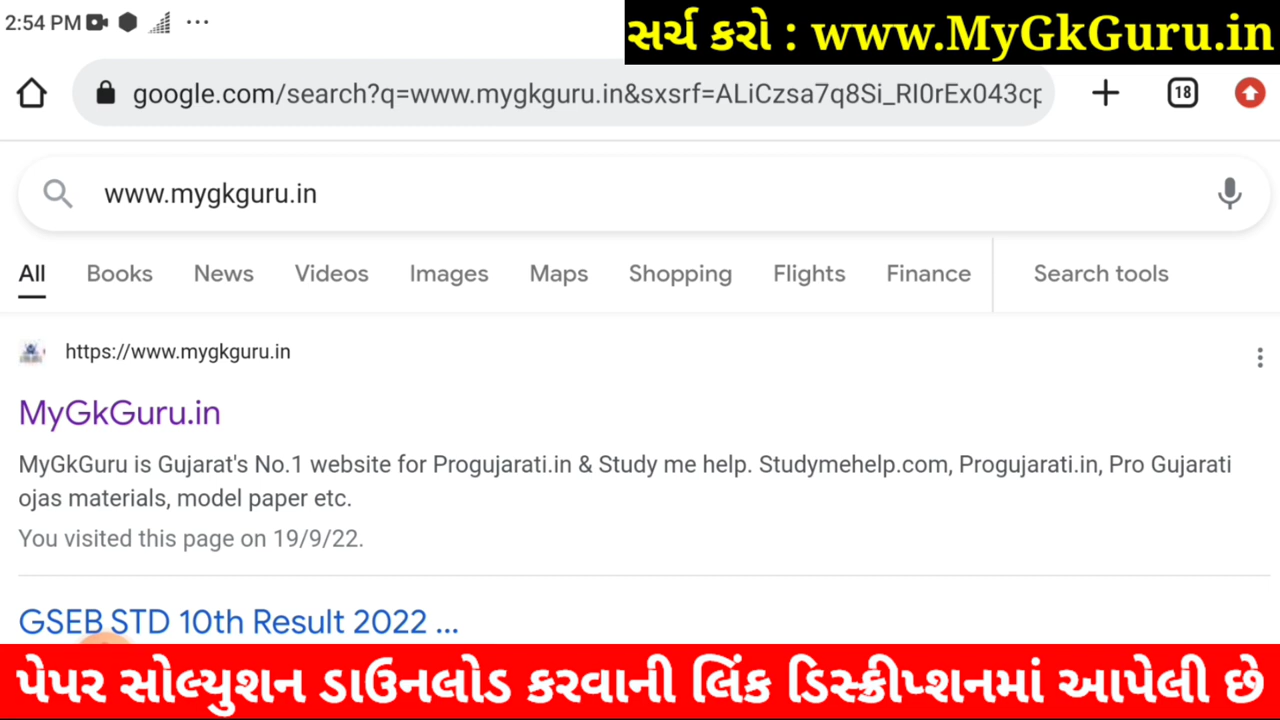 2:54 PM
સર્ચ કરો : www.MyGkGuru.in
google.com/search?q=www.mygkguru.in&sxsrf=ALiCzsa7q8Si_RI0rEx043cp
18
www.mygkguru.in
All Books News Videos Images Maps Shopping Flights Finance Search tools
https://www.mygkguru.in
MyGkGuru.in
MyGkGuru is Gujarat's No.1 website for Progujarati.in & Study me help. Studymehelp.com, Progujarati.in, Pro Gujarati
ojas materials, model paper etc.
You visited this page on 19/9/22.
GSEB STD 10th Result 2022 ...
પેપર સોલ્યુશન ડાઉનલોડ કરવાની લિંક ડિસ્ક્રીપ્શનમાં આપેલી છે